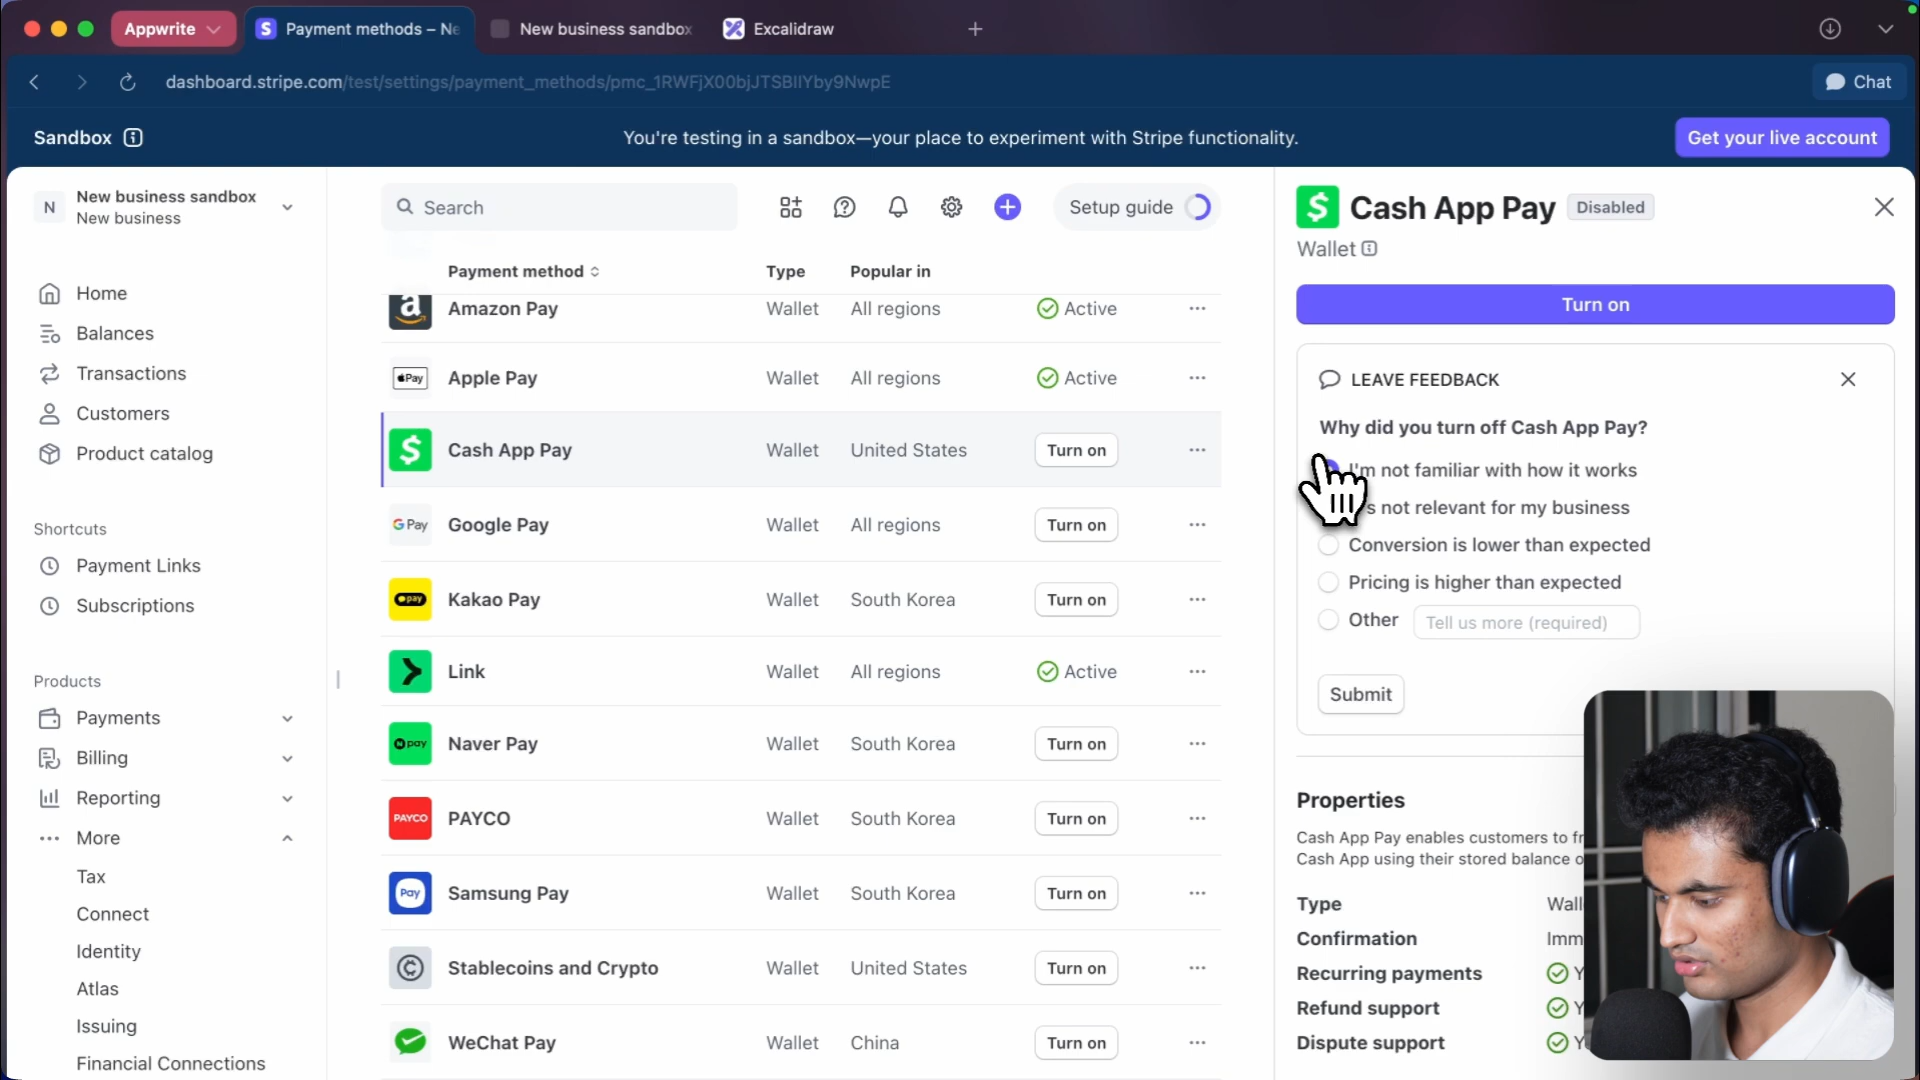 Appwrite
Payment methods – Ne
New business sandbox
Excalidraw
dashboard.stripe.com/test/settings/payment_methods/pmc_1RWFjX00bjJTSBIIYby9NwpE
Chat
Sandbox
You're testing in a sandbox—your place to experiment with Stripe functionality.
Get your live account
N
New business sandbox
New business
Search
Setup guide
Home
Balances
Transactions
Customers
Product catalog
Shortcuts
Payment Links
Subscriptions
Products
Payments
Billing
Reporting
More
Tax
Connect
Identity
Atlas
Issuing
Financial Connections
Payment method Type Popular in
Amazon Pay Wallet All regions Active
Pay Apple Pay Wallet All regions Active
Cash App Pay Wallet United States Turn on
G Pay Google Pay Wallet All regions Turn on
pay Kakao Pay Wallet South Korea Turn on
Link Wallet All regions Active
N pay Naver Pay Wallet South Korea Turn on
PAYCO PAYCO Wallet South Korea Turn on
Pay Samsung Pay Wallet South Korea Turn on
Stablecoins and Crypto Wallet United States Turn on
WeChat Pay Wallet China Turn on
Cash App Pay Disabled
Wallet
Turn on
LEAVE FEEDBACK
Why did you turn off Cash App Pay?
I'm not familiar with how it works
s not relevant for my business
Conversion is lower than expected
Pricing is higher than expected
Other Tell us more (required)
Submit
Properties
Cash App Pay enables customers to fr
Cash App using their stored balance o
Type Wall
Confirmation Imm
Recurring payments Y
Refund support Y
Dispute support Y